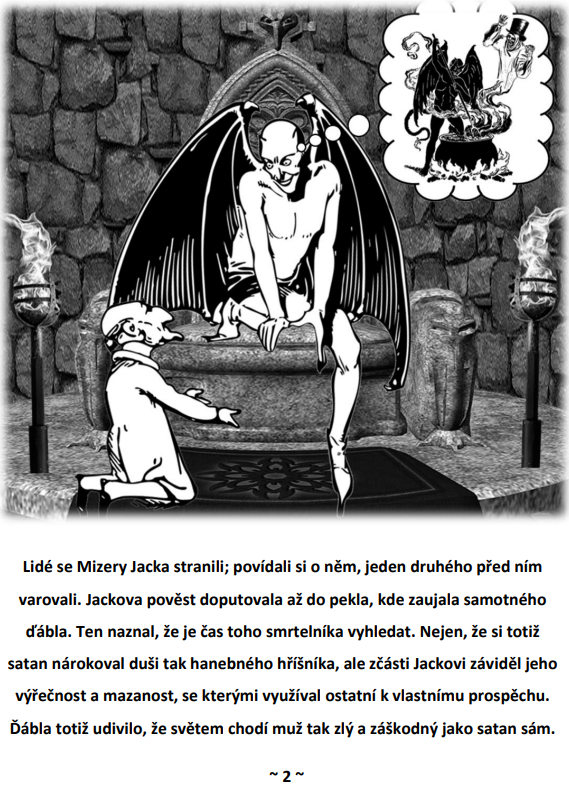 Lidé se Mizery Jacka stranili; povídali si o něm, jeden druhého před ním
varovali. Jackova pověst doputovala až do pekla, kde zaujala samotného
ďábla. Ten naznal, že je čas toho smrtelníka vyhledat. Nejen, že si totiž
satan nárokoval duši tak hanebného hříšníka, ale zčásti Jackovi záviděl jeho
výřečnost a mazanost, se kterými využíval ostatní k vlastnímu prospěchu.
Ďábla totiž udivilo, že světem chodí muž tak zlý a záškodný jako satan sám.
~ 2 ~